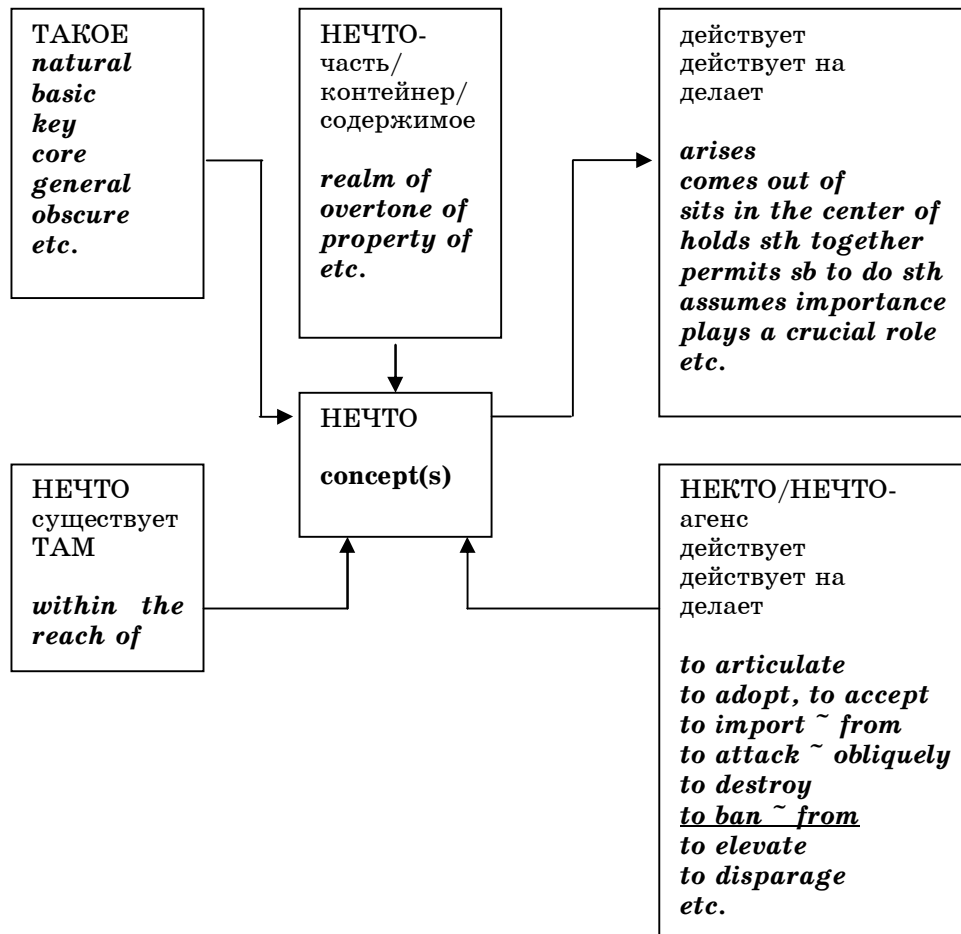 ТАКОЕ
natural
basic
key
core
general
obscure
etc.
НЕЧТО-
часть/
контейнер/
содержимое
realm of
overtone of
property of
etc.
действует
действует на
делает
arises
comes out of
sits in the center of
holds sth together
permits sb to do sth
assumes importance
plays a crucial role
etc.
НЕЧТО
concept(s)
НЕЧТО
существует
ТАМ
within the
reach of
НЕКТО/НЕЧТО-
агенс
действует
действует на
делает
to articulate
to adopt, to accept
to import ~ from
to attack ~ obliquely
to destroy
to ban ~ from
to elevate
to disparage
etc.